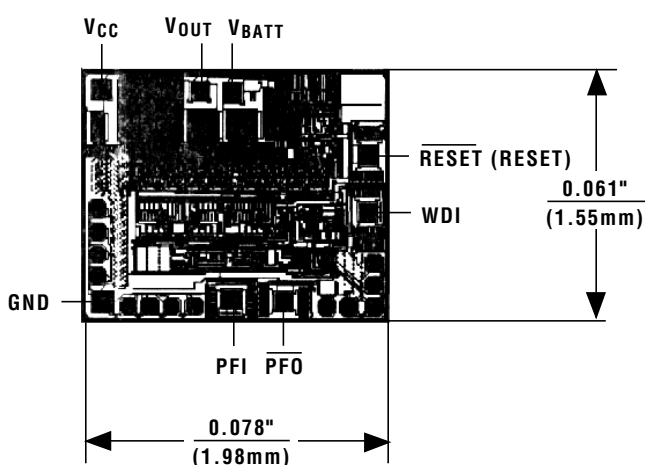 VCC VOUT VBATT
RESET (RESET)
0.061"
(1.55mm)
WDI
GND
PFI PFO
0.078"
(1.98mm)